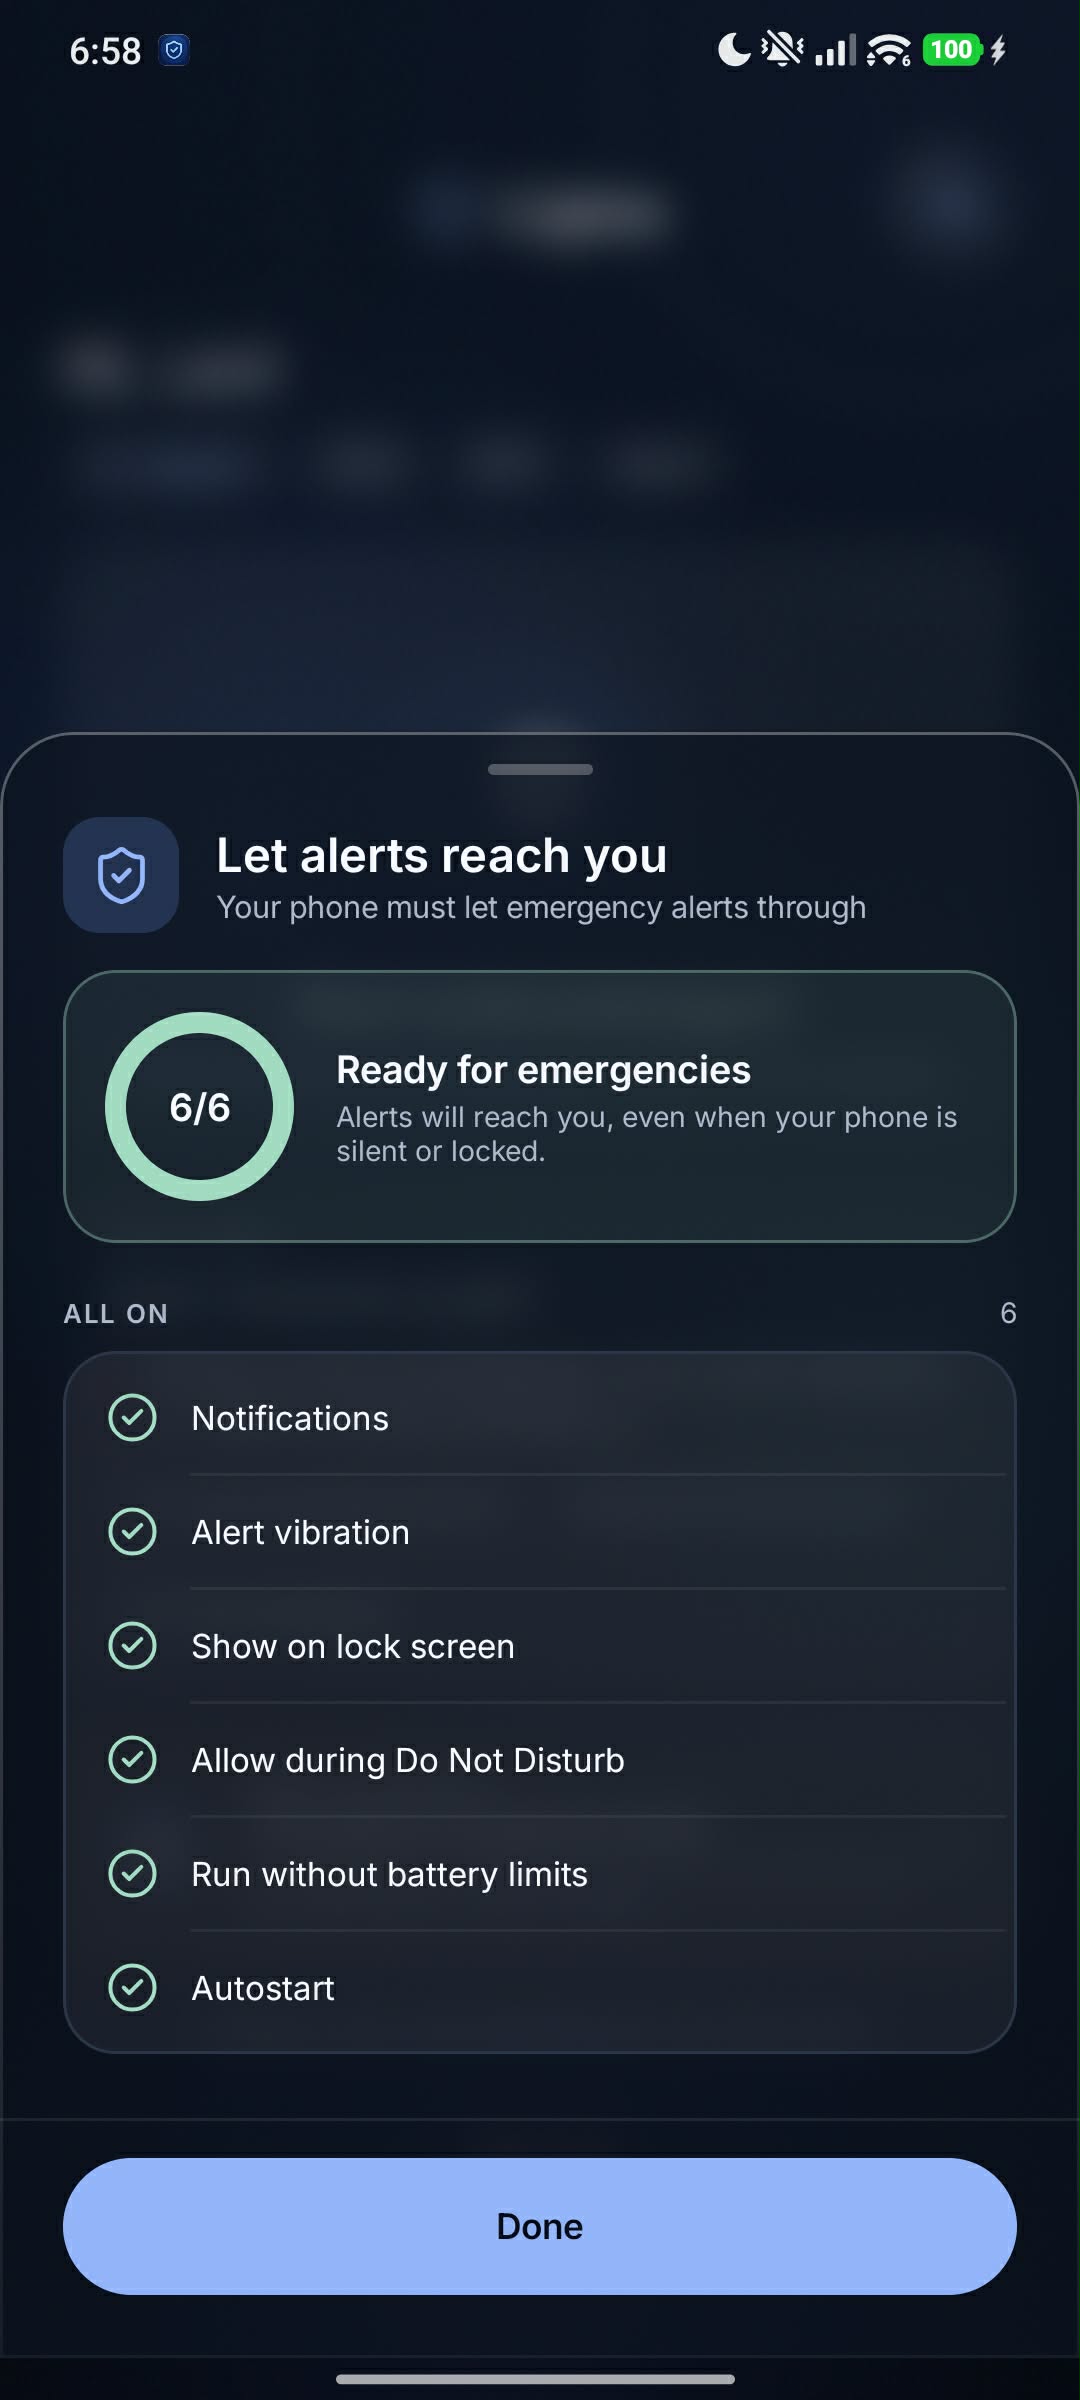 6:58
6
100
Let alerts reach you
Your phone must let emergency alerts through
6/6
Ready for emergencies
Alerts will reach you, even when your phone is
silent or locked.
ALL ON
6
Notifications
Alert vibration
Show on lock screen
Allow during Do Not Disturb
Run without battery limits
Autostart
Done